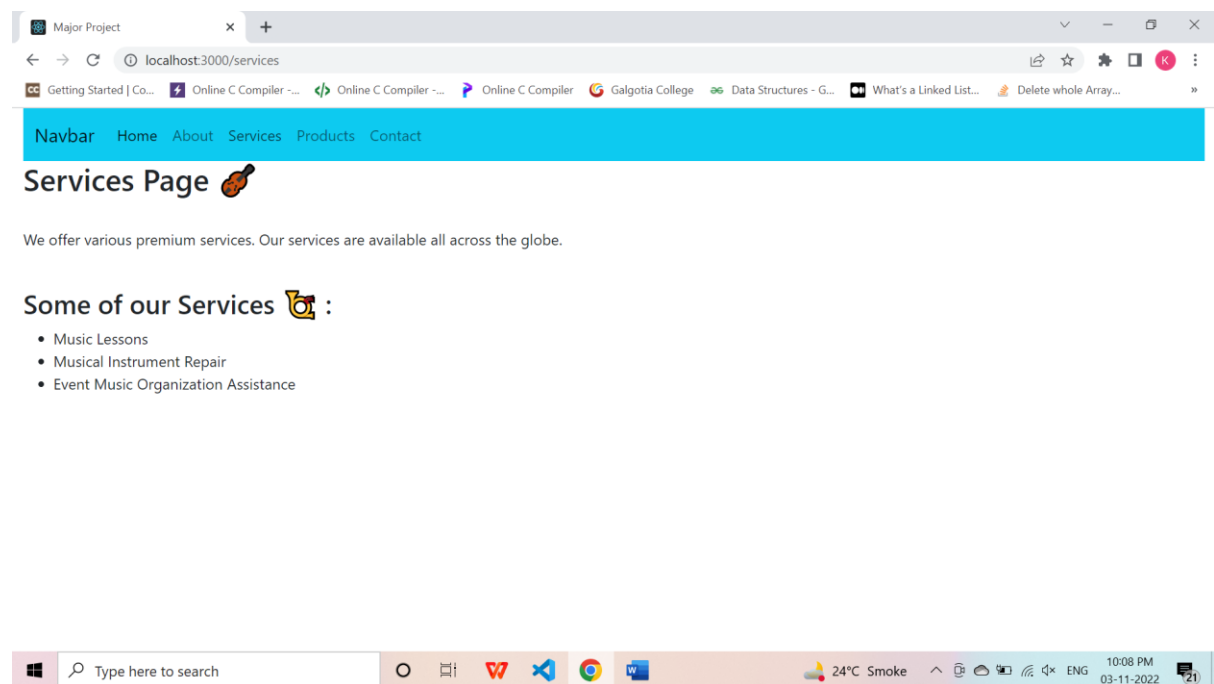 Major Project
localhost:3000/services
K
CC Getting Started | Co... Online C Compiler -... </> Online C Compiler -... Online C Compiler Galgotia College Data Structures - G... What's a Linked List... Delete whole Array... »
Navbar Home About Services Products Contact
Services Page
We offer various premium services. Our services are available all across the globe.
Some of our Services :
• Music Lessons
• Musical Instrument Repair
• Event Music Organization Assistance
Type here to search 24°C Smoke ENG 10:08 PM
03-11-2022 21